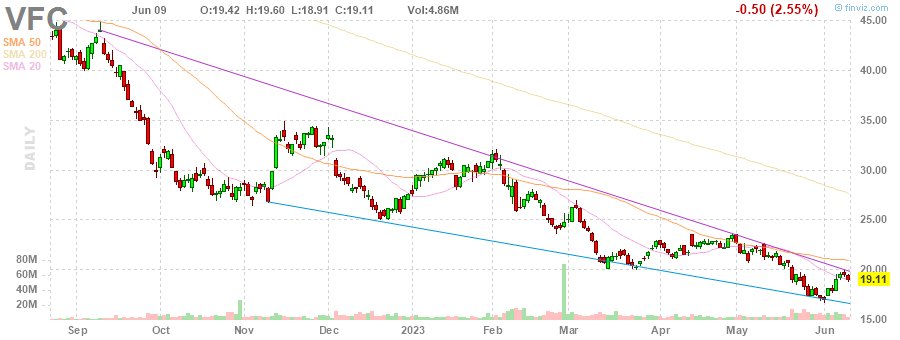 VFC
Jun 09 O:19.42 H:19.60 L:18.91 C:19.11 Vol:4.86M
-0.50 (2.55%)
@ finviz.com
SMA 50
SMA 200
SMA 20
DAILY
45.00
40.00
35.00
30.00
25.00
20.00
19.11
15.00
80M
60M
40M
20M
Sep Oct Nov Dec 2023 Feb Mar Apr May Jun